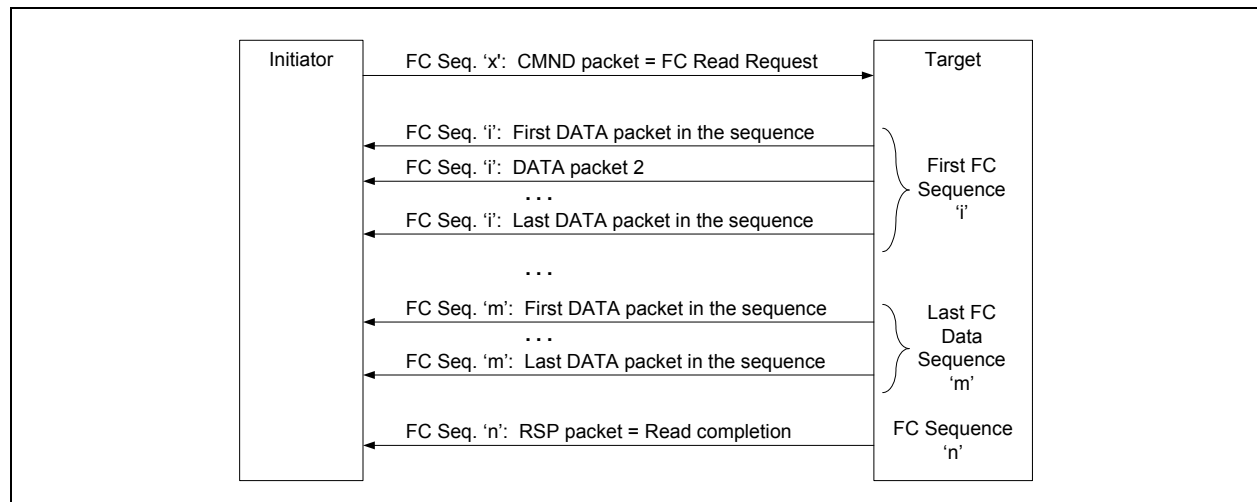 Initiator
FC Seq. ‘x’: CMND packet = FC Read Request
Target
FC Seq. ‘i’: First DATA packet in the sequence
FC Seq. ‘i’: DATA packet 2
. . .
FC Seq. ‘i’: Last DATA packet in the sequence
First FC
Sequence
‘i’
. . .
FC Seq. ‘m’: First DATA packet in the sequence
. . .
FC Seq. ‘m’: Last DATA packet in the sequence
Last FC
Data
Sequence
‘m’
FC Seq. ‘n’: RSP packet = Read completion
FC Sequence
‘n’